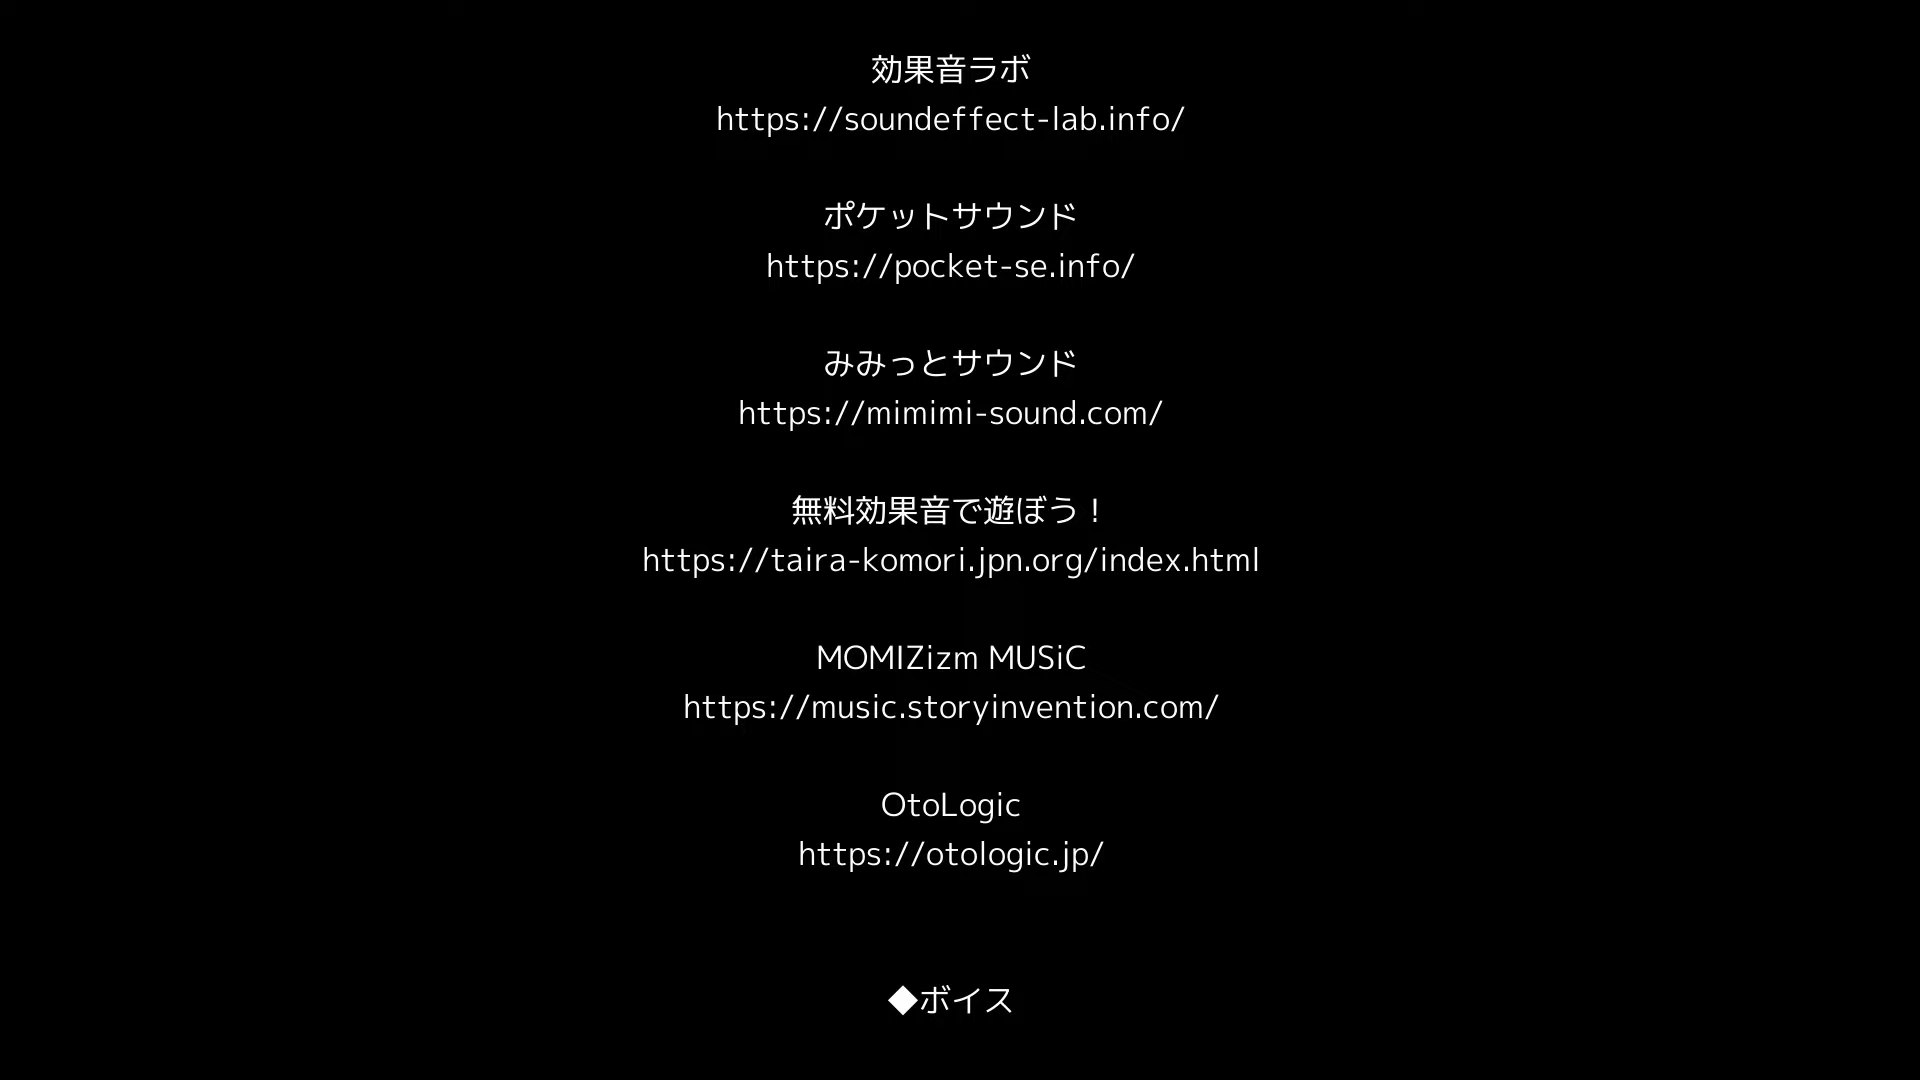 効果音ラボ
https://soundeffect-lab.info/
ポケットサウンド
https://pocket-se.info/
みみっとサウンド
https://mimimi-sound.com/
無料効果音で遊ぼう！
https://taira-komori.jpn.org/index.html
MOMIZizm MUSiC
https://music.storyinvention.com/
OtoLogic
https://otologic.jp/
◆ボイス